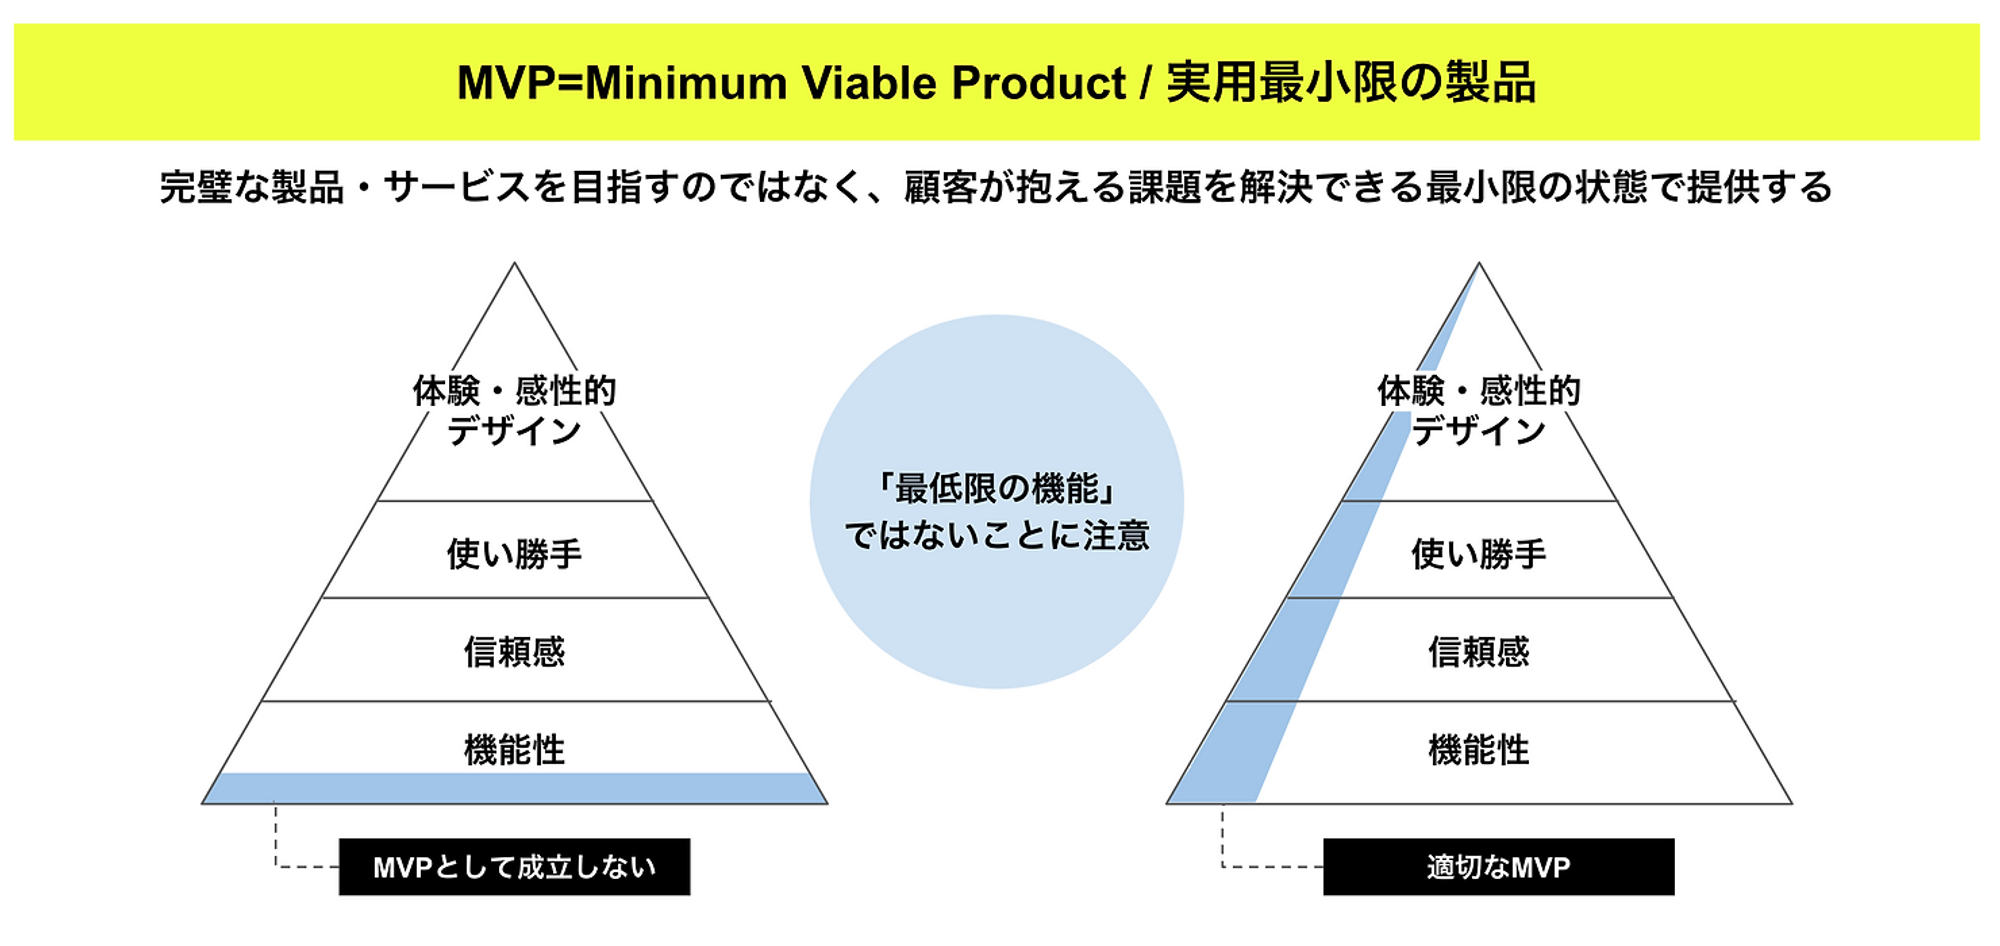 MVP=Minimum Viable Product / 実用最小限の製品
完璧な製品・サービスを目指すのではなく、顧客が抱える課題を解決できる最小限の状態で提供する
体験・感性的
デザイン
使い勝手
信頼感
機能性
MVPとして成立しない
「最低限の機能」
ではないことに注意
体験・感性的
デザイン
使い勝手
信頼感
機能性
適切なMVP